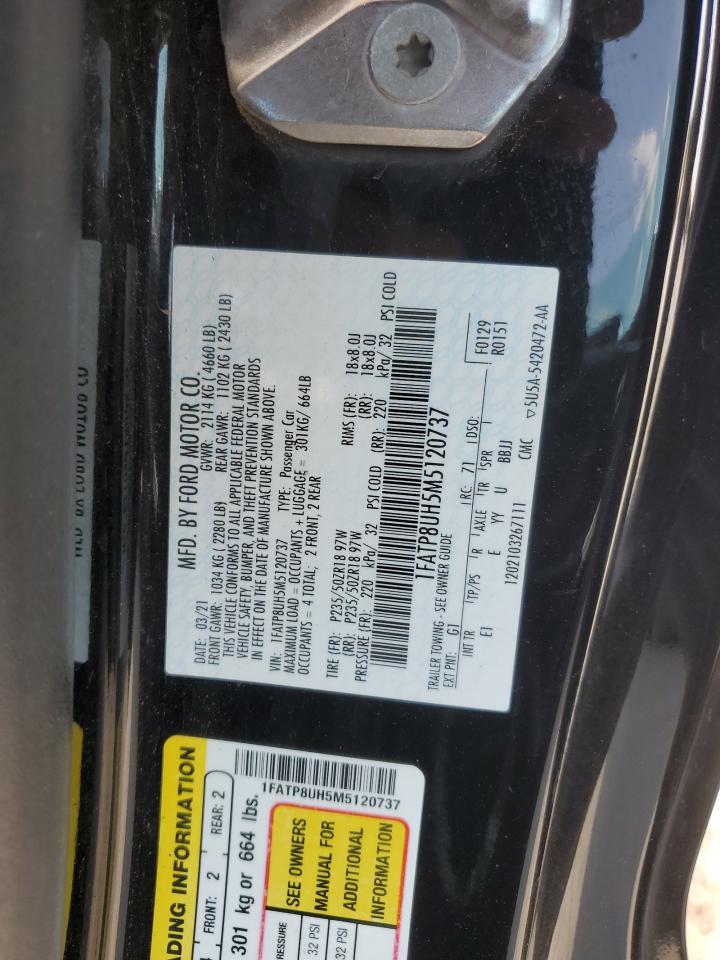 MFD. BY FORD MOTOR CO.
DATE: 03/21 GVWR: 2114 KG ( 4660 LB)
FRONT GAWR: 1034 KG ( 2280 LB) REAR GAWR: 1102 KG ( 2430 LB)
THIS VEHICLE CONFORMS TO ALL APPLICABLE FEDERAL MOTOR
VEHICLE SAFETY, BUMPER, AND THEFT PREVENTION STANDARDS
IN EFFECT ON THE DATE OF MANUFACTURE SHOWN ABOVE.
VIN: 1FATP8UH5M5120737 TYPE: Passenger Car
MAXIMUM LOAD = OCCUPANTS + LUGGAGE = 301KG/ 664LB
OCCUPANTS = 4 TOTAL; 2 FRONT, 2 REAR
TIRE (FR): P235/50ZR18 97W RIMS (FR): 18x8.0J
(RR): P235/50ZR18 97W (RR): 18x8.0J
PRESSURE (FR): 220 kPa/ 32 PSI COLD (RR): 220 kPa/ 32 PSI COLD
1FATP8UH5M5120737
TRAILER TOWING - SEE OWNER GUIDE
EXT PNT: G1 RC: 71 DSO: F0129
INT TR TP/PS R AXLE TR SPR R0151
EI E YY U BBJJ
1202103267111 CMC ▽5U5A-5420472-AA
ADING INFORMATION
FRONT: 2 REAR: 2
301 kg or 664 lbs.
1FATP8UH5M5120737
RESSURE
32 PSI
32 PSI
SEE OWNERS
MANUAL FOR
ADDITIONAL
INFORMATION